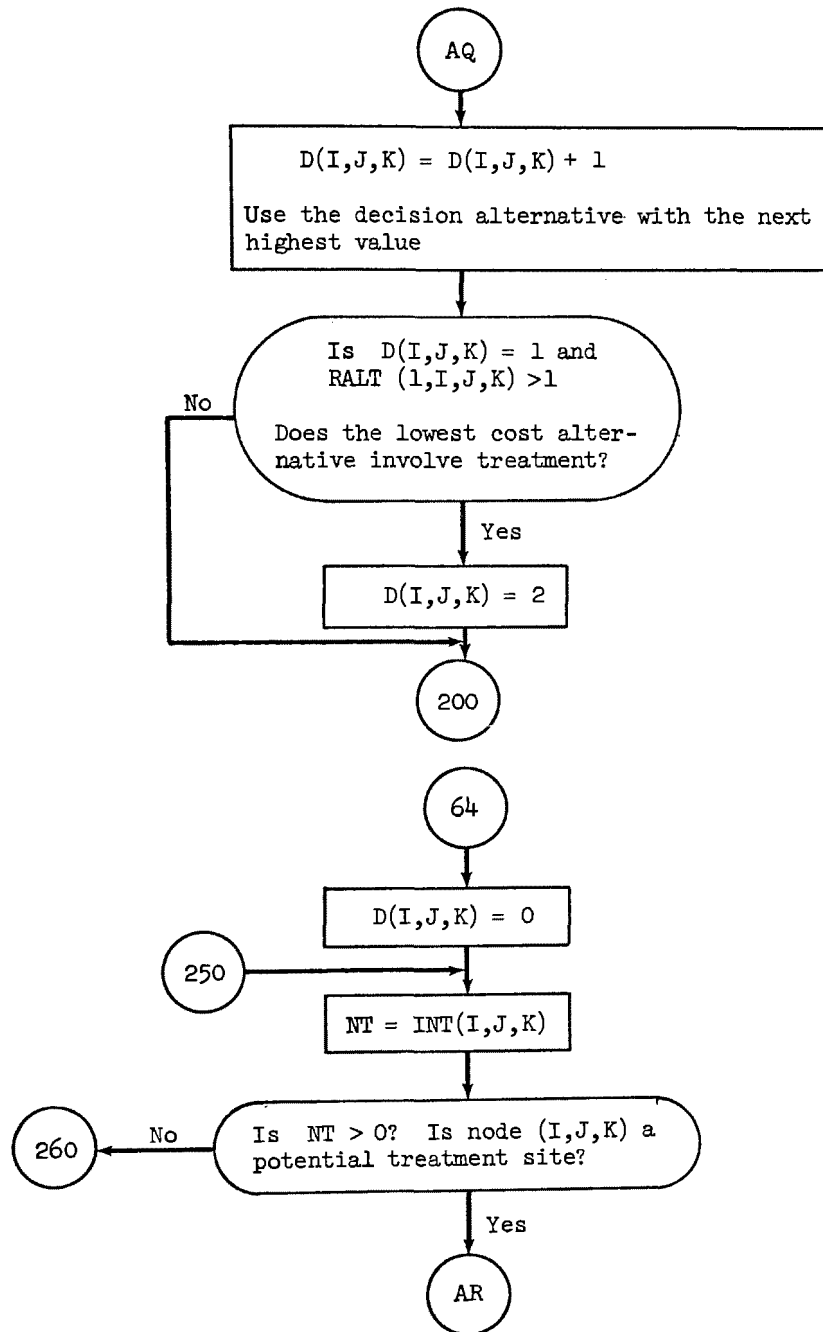 AQ
D(I,J,K) = D(I,J,K) + 1
Use the decision alternative with the next
highest value
Is D(I,J,K) = 1 and
RALT (1,I,J,K) >1
No
Does the lowest cost alter-
native involve treatment?
Yes
D(I,J,K) = 2
200
64
D(I,J,K) = 0
250
NT = INT(I,J,K)
Is NT > 0? Is node (I,J,K) a
potential treatment site?
No
260
Yes
AR